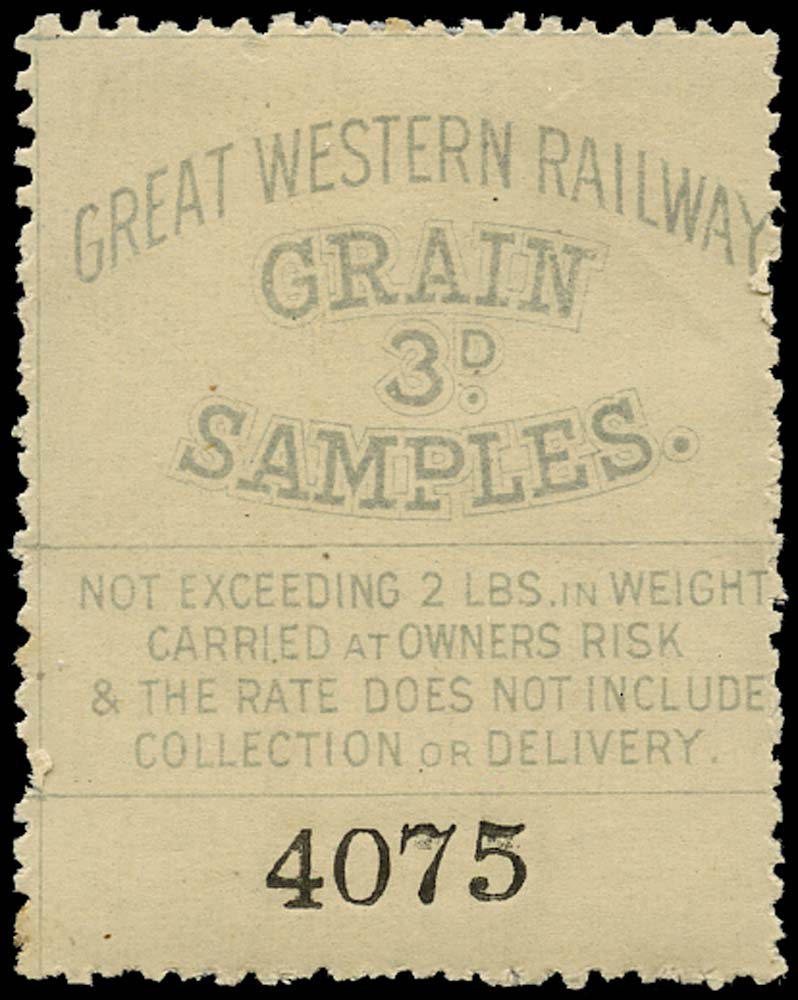 GREAT WESTERN RAILWAY
GRAIN
3D.
SAMPLES.
NOT EXCEEDING 2 LBS. IN WEIGHT
CARRIED AT OWNERS RISK
& THE RATE DOES NOT INCLUDE
COLLECTION OR DELIVERY.
4075